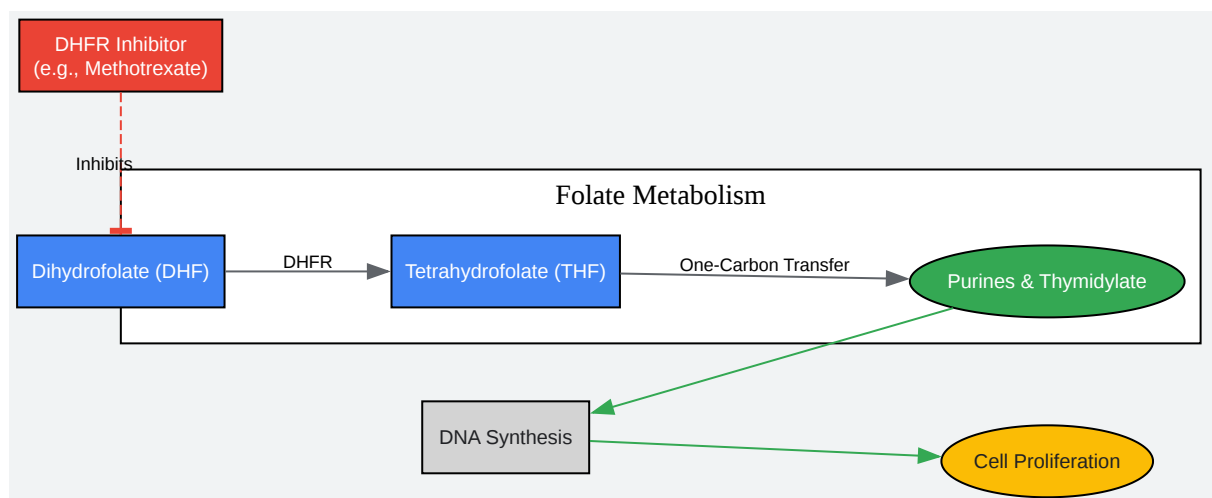 DHFR Inhibitor
(e.g., Methotrexate)
Inhibits
Folate Metabolism
Dihydrofolate (DHF)
DHFR
Tetrahydrofolate (THF)
One-Carbon Transfer
Purines & Thymidylate
DNA Synthesis
Cell Proliferation